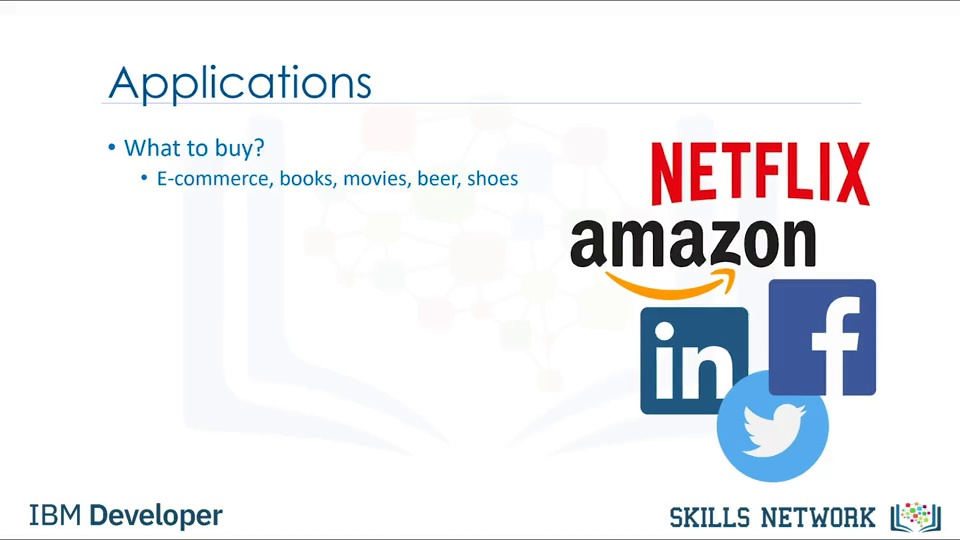 Applications
• What to buy?
• E-commerce, books, movies, beer, shoes
NETFLIX
amazon
in
f
IBM Developer
SKILLS NETWORK